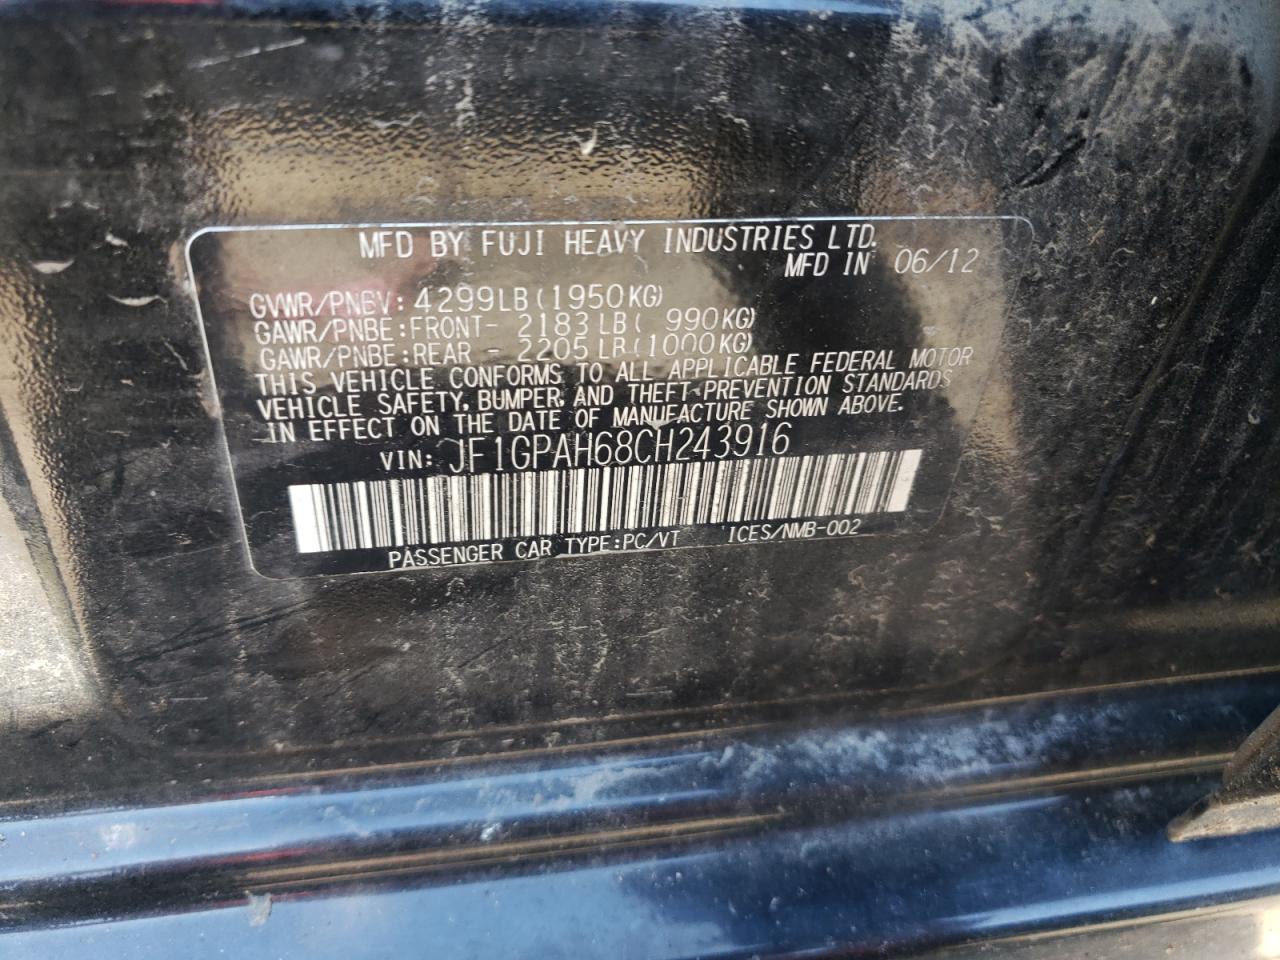 MFD BY FUJI HEAVY INDUSTRIES LTD.
MFD IN 06/12
GVWR/PNBV: 4299LB(1950KG)
GAWR/PNBE:FRONT- 2183LB( 990KG)
GAWR/PNBE:REAR - 2205LB(1000KG)
THIS VEHICLE CONFORMS TO ALL APPLICABLE FEDERAL MOTOR
VEHICLE SAFETY, BUMPER, AND THEFT PREVENTION STANDARDS
IN EFFECT ON THE DATE OF MANUFACTURE SHOWN ABOVE.
VIN: JF1GPAH68CH243916
PASSENGER CAR TYPE:PC/VT ICES/NMB-002